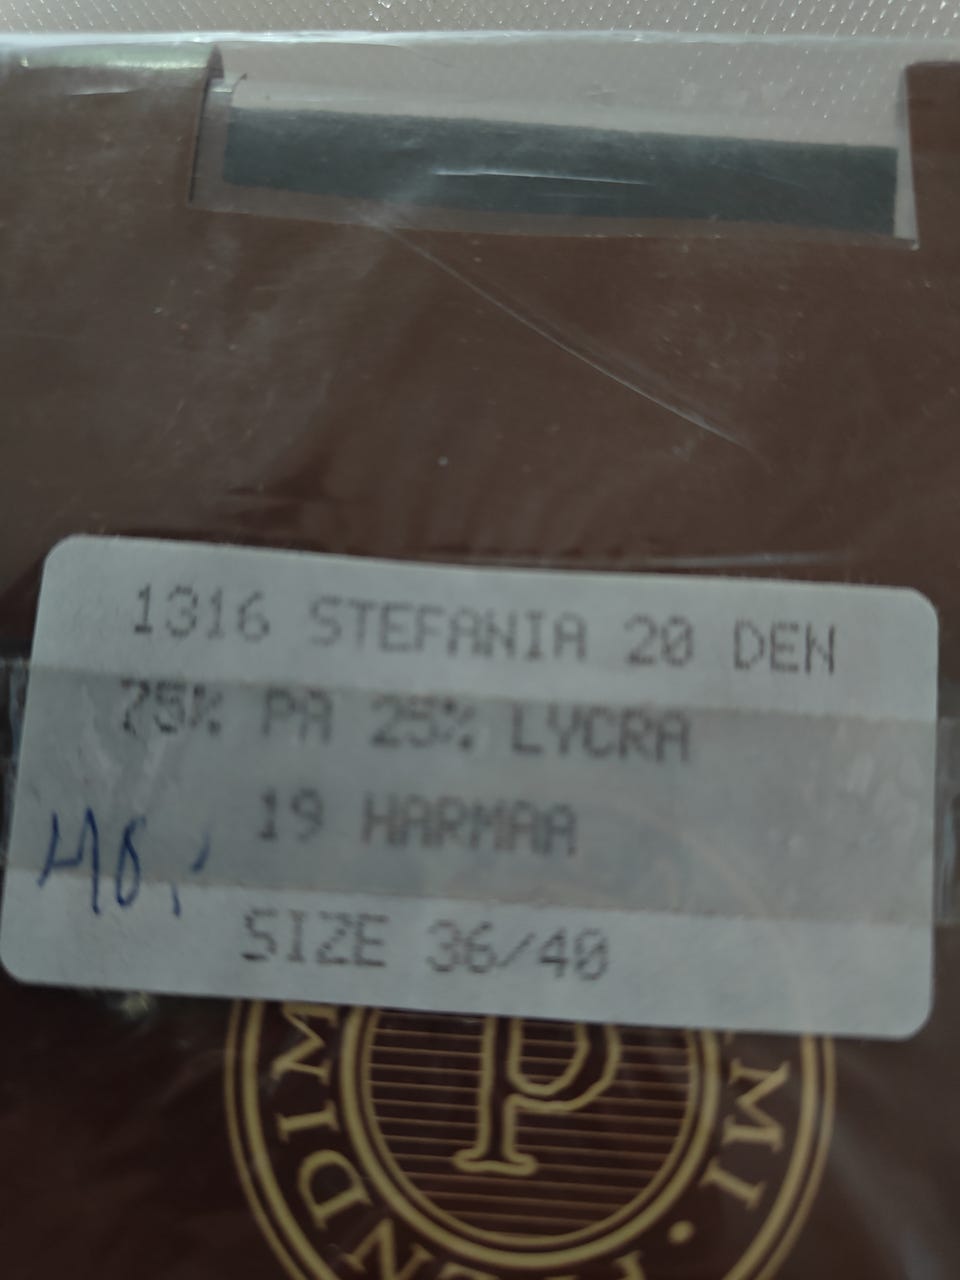 1316 STEFANIA 20 DEN
75% PA 25% LYCRA
19 HARMAA
SIZE 36/40
P